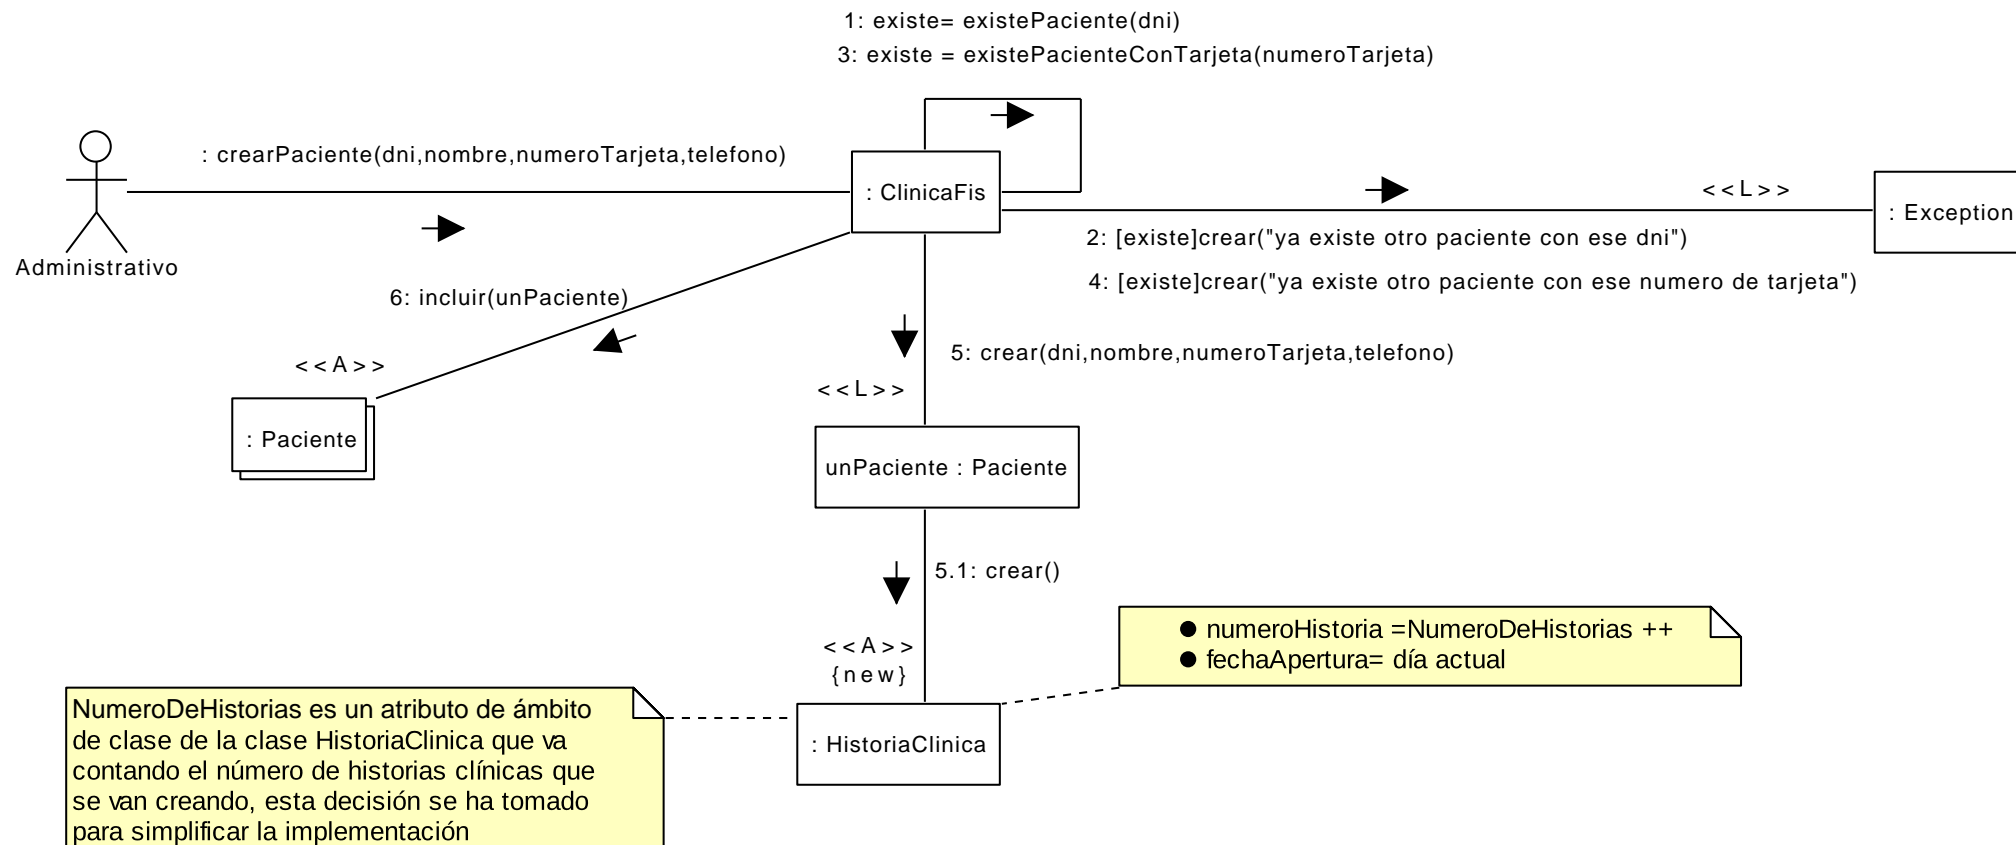 1: existe= existePaciente(dni)
3: existe = existePacienteConTarjeta(numeroTarjeta)
: crearPaciente(dni,nombre,numeroTarjeta,telefono)
: ClinicaFis
<<L>>
: Exception
2: [existe]crear("ya existe otro paciente con ese dni")
4: [existe]crear("ya existe otro paciente con ese numero de tarjeta")
Administrativo
6: incluir(unPaciente)
<<A>>
: Paciente
5: crear(dni,nombre,numeroTarjeta,telefono)
<<L>>
unPaciente : Paciente
5.1: crear()
<<A>>
{new}
: HistoriaClinica
● numeroHistoria =NumeroDeHistorias ++
● fechaApertura= día actual
NumeroDeHistorias es un atributo de ámbito
de clase de la clase HistoriaClinica que va
contando el número de historias clínicas que
se van creando, esta decisión se ha tomado
para simplificar la implementación